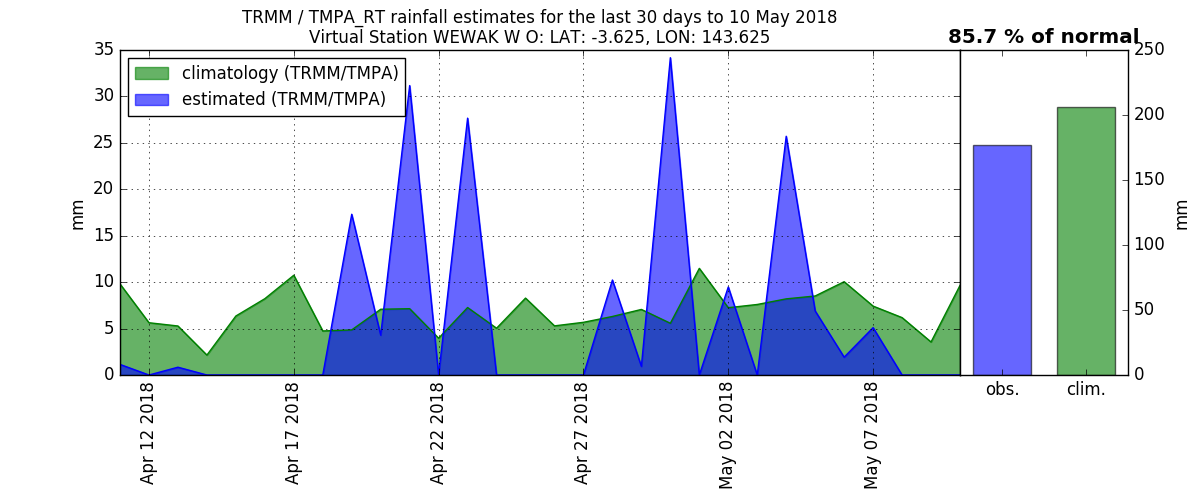 TRMM / TMPA_RT rainfall estimates for the last 30 days to 10 May 2018
Virtual Station WEWAK W O: LAT: -3.625, LON: 143.625
85.7 % of normal
climatology (TRMM/TMPA)
estimated (TRMM/TMPA)
35
30
25
20
15
10
5
0
mm
Apr 12 2018
Apr 17 2018
Apr 22 2018
Apr 27 2018
May 02 2018
May 07 2018
obs.
clim.
250
200
150
100
50
0
mm